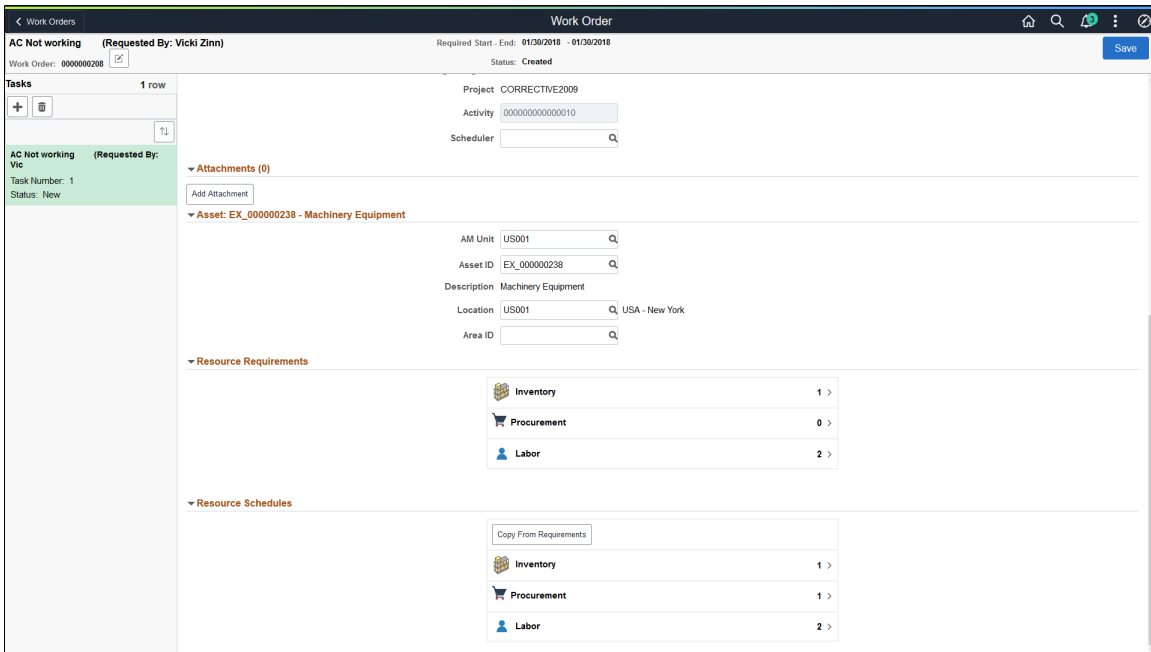 Work Orders
Work Order
3
AC Not working (Requested By: Vicki Zinn)
Required Start - End: 01/30/2018 - 01/30/2018
Save
Work Order: 0000000208
Status: Created
Tasks 1 row
AC Not working (Requested By:
Vic
Task Number: 1
Status: New
Project CORRECTIVE2009
Activity 000000000000010
Scheduler
Attachments (0)
Add Attachment
Asset: EX_000000238 - Machinery Equipment
AM Unit US001
Asset ID EX_000000238
Description Machinery Equipment
Location US001 USA - New York
Area ID
Resource Requirements
Inventory 1
Procurement 0
Labor 2
Resource Schedules
Copy From Requirements
Inventory 1
Procurement 1
Labor 2